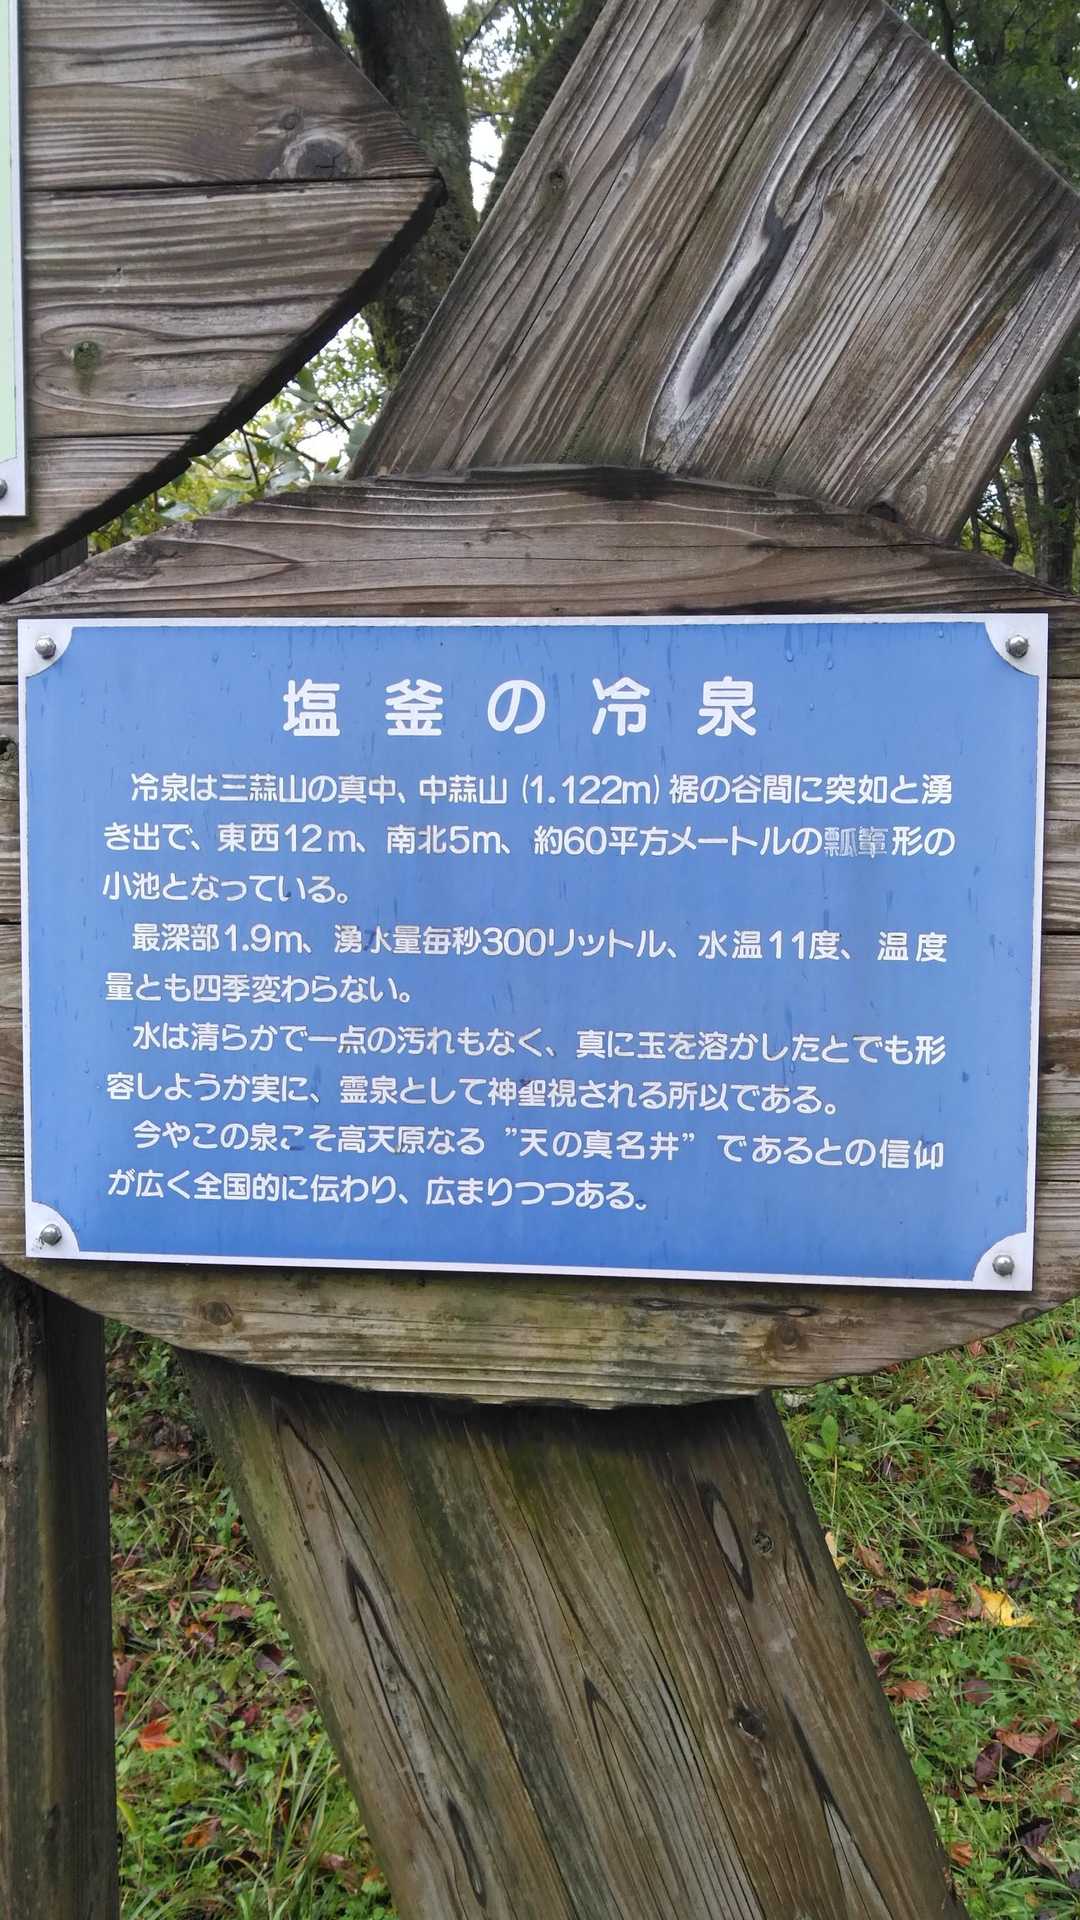 塩釜の冷泉
冷泉は三蒜山の真中、中蒜山(1.122m)裾の谷間に突如と湧
き出で、東西12m、南北5m、約60平方メートルの瓢箪形の
小池となっている。
最深部1.9m、湧水量毎秒300リットル、水温11度、温度
量とも四季変わらない。
水は清らかで一点の汚れもなく、真に玉を溶かしたとでも形
容しようか実に、霊泉として神聖視される所以である。
今やこの泉こそ高天原なる"天の真名井"であるとの信仰
が広く全国的に伝わり、広まりつつある。